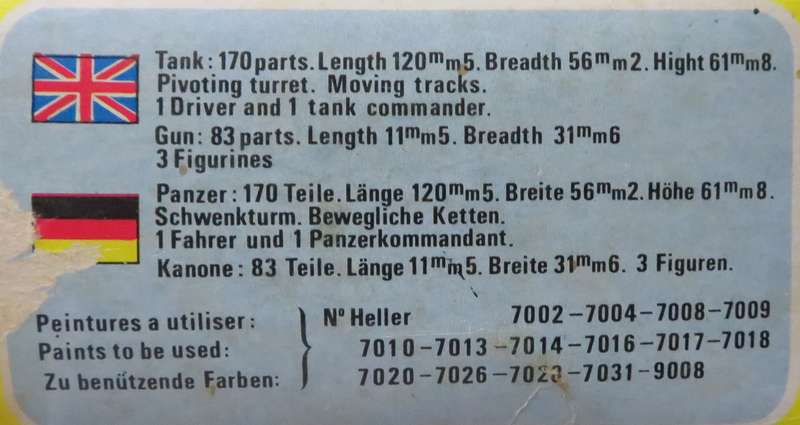 Tank: 170 parts. Length 120mm5. Breadth 56mm2. Hight 61mm8.
Pivoting turret. Moving tracks.
1 Driver and 1 tank commander.
Gun: 83 parts. Length 11mm5. Breadth 31mm6
3 Figurines
Panzer: 170 Teile. Länge 120mm5. Breite 56mm2. Höhe 61mm8.
Schwenkturm. Bewegliche Ketten.
1 Fahrer und 1 Panzerkommandant.
Kanone: 83 Teile. Länge 11mm5. Breite 31mm6. 3 Figuren.
Peintures a utiliser: Nº Heller 7002-7004-7008-7009
Paints to be used: 7010-7013-7014-7016-7017-7018
Zu benützende Farben: 7020-7026-7023-7031-9008